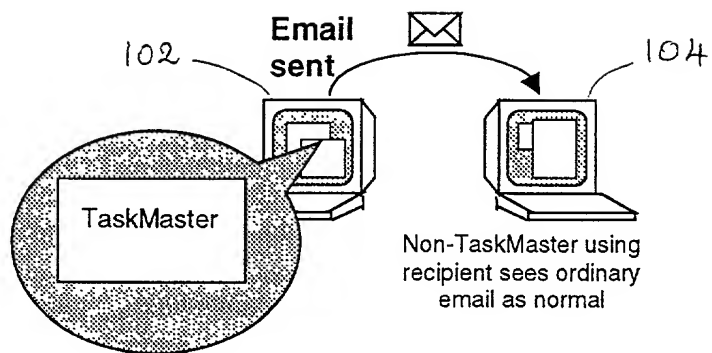 Email
sent
102
104
TaskMaster
Non-TaskMaster using
recipient sees ordinary
email as normal